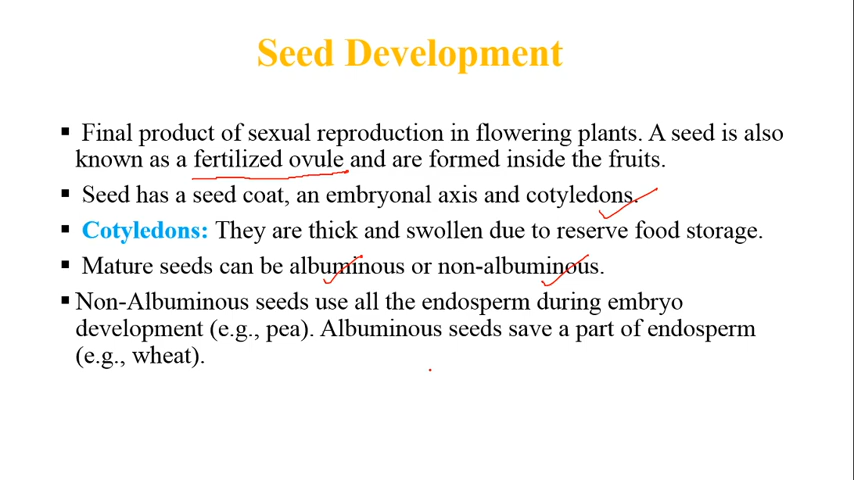 Seed Development
▪ Final product of sexual reproduction in flowering plants. A seed is also
known as a fertilized ovule and are formed inside the fruits.
▪ Seed has a seed coat, an embryonal axis and cotyledons.
▪ Cotyledons: They are thick and swollen due to reserve food storage.
▪ Mature seeds can be albuminous or non-albuminous.
▪ Non-Albuminous seeds use all the endosperm during embryo
development (e.g., pea). Albuminous seeds save a part of endosperm
(e.g., wheat).